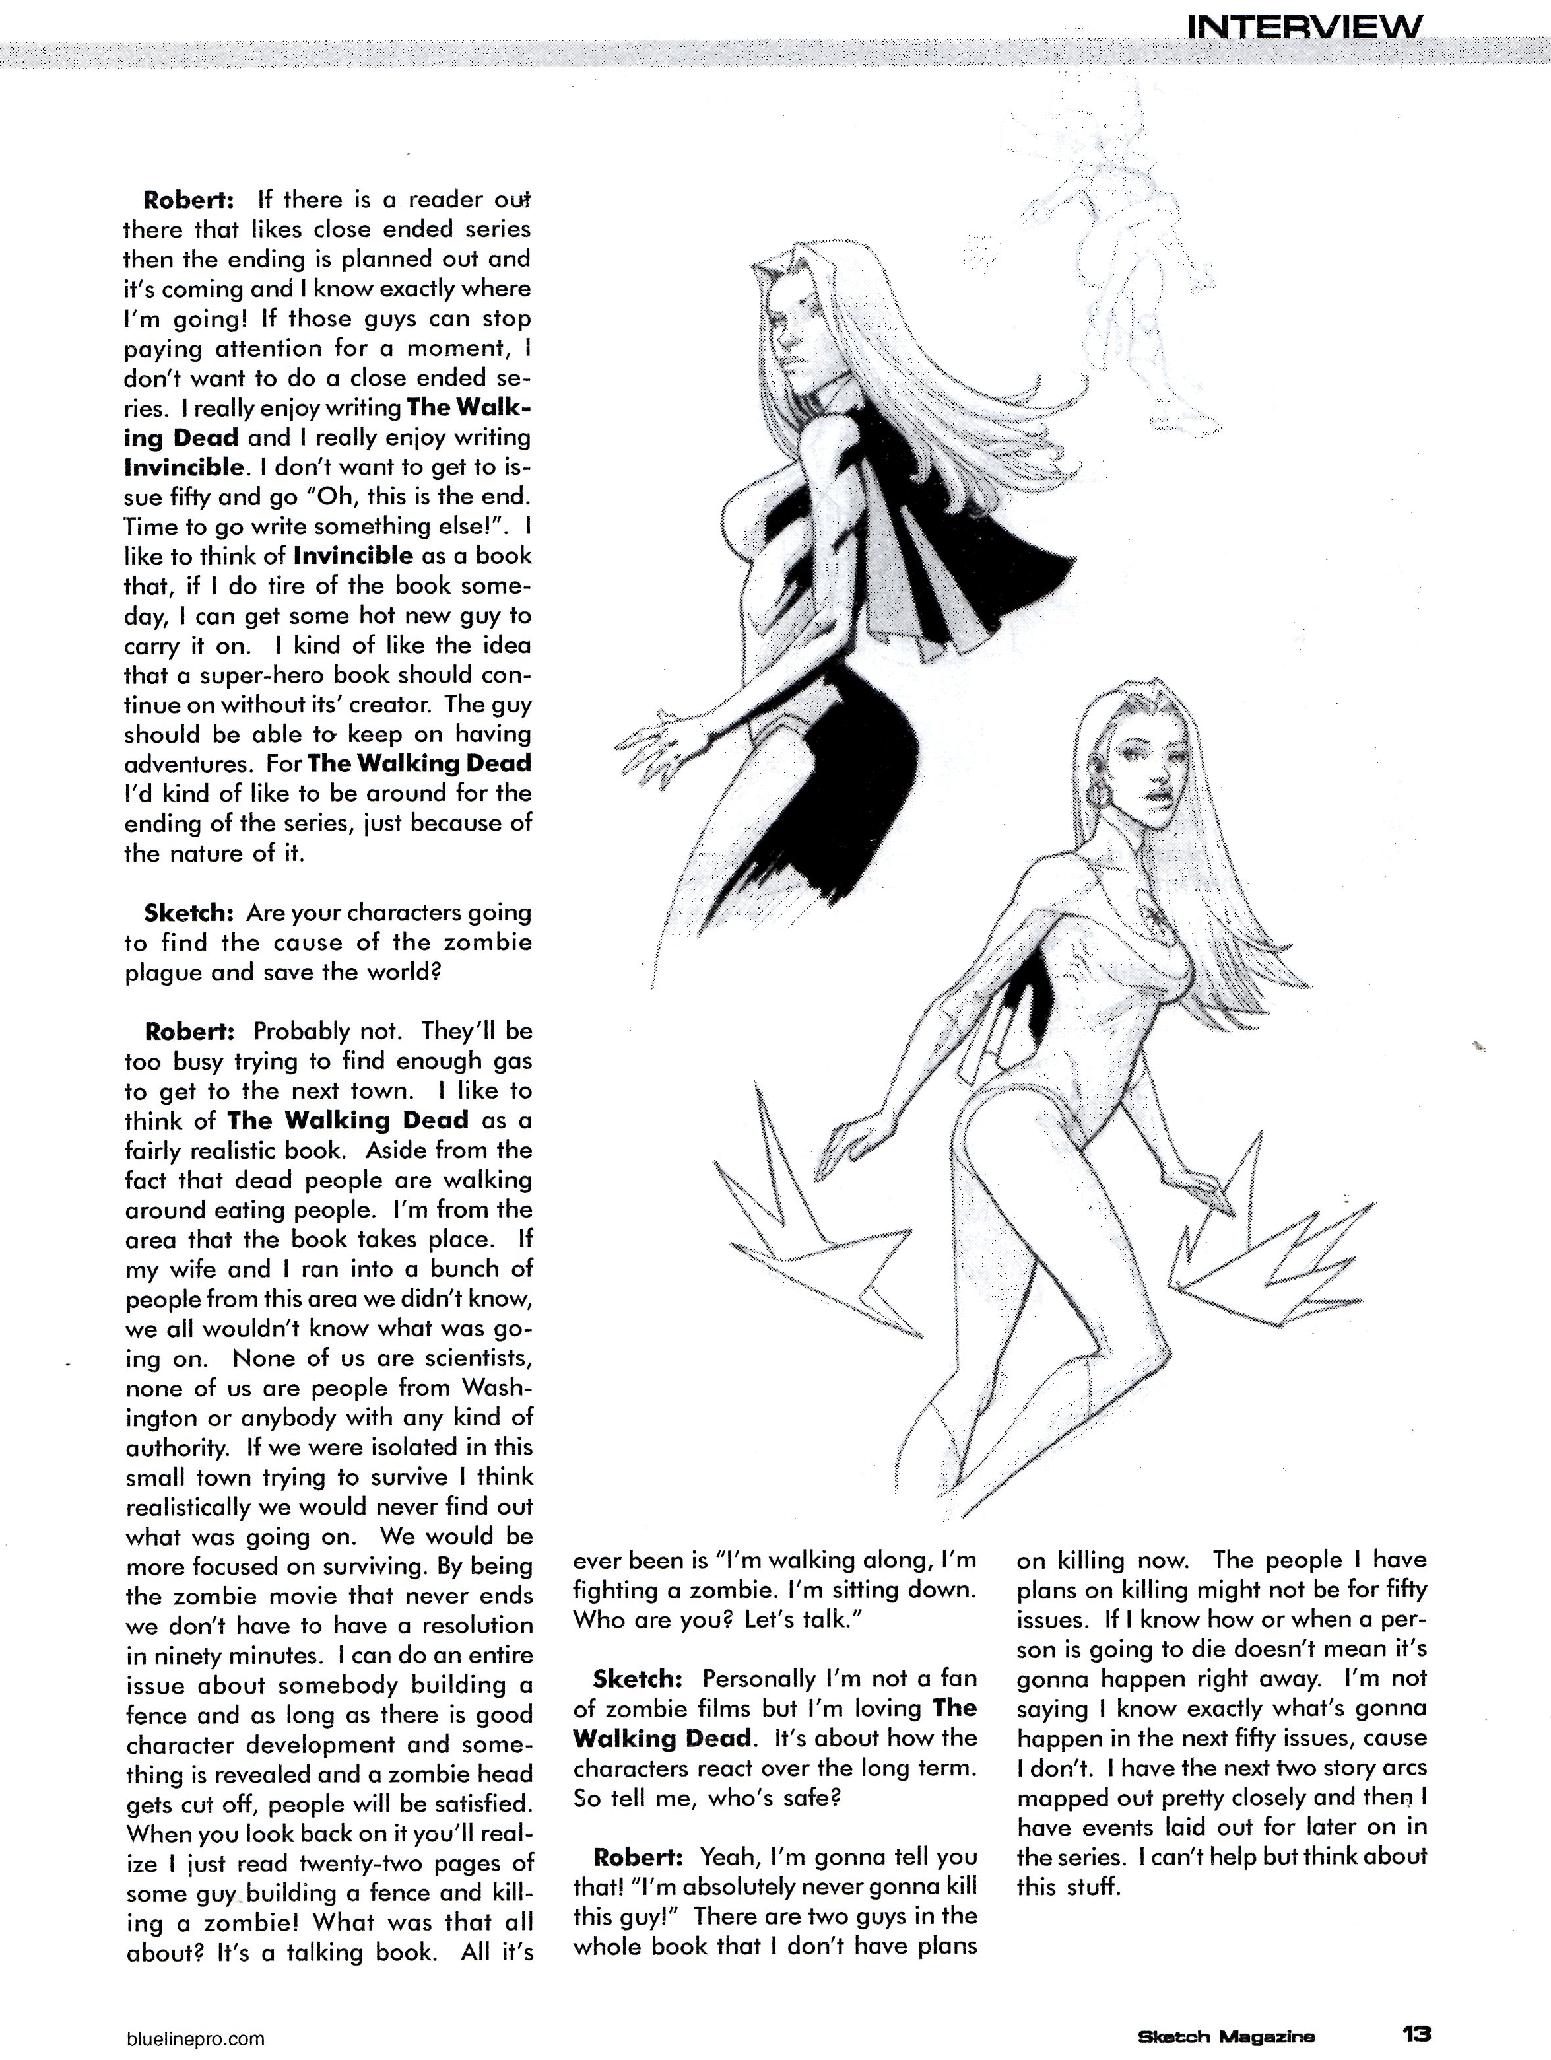 INTERVIEW
Robert: If there is a reader out
there that likes close ended series
then the ending is planned out and
it's coming and I know exactly where
I'm going! If those guys can stop
paying attention for a moment, I
don't want to do a close ended se-
ries. I really enjoy writing The Walk-
ing Dead and I really enjoy writing
Invincible. I don't want to get to is-
sue fifty and go "Oh, this is the end.
Time to go write something else!". I
like to think of Invincible as a book
that, if I do tire of the book some-
day, I can get some hot new guy to
carry it on. I kind of like the idea
that a super-hero book should con-
tinue on without its' creator. The guy
should be able to keep on having
adventures. For The Walking Dead
I'd kind of like to be around for the
ending of the series, just because of
the nature of it.
Sketch: Are your characters going
to find the cause of the zombie
plague and save the world?
Robert: Probably not. They'll be
too busy trying to find enough gas
to get to the next town. I like to
think of The Walking Dead as a
fairly realistic book. Aside from the
fact that dead people are walking
around eating people. I'm from the
area that the book takes place. If
my wife and I ran into a bunch of
people from this area we didn't know,
we all wouldn't know what was go-
ing on. None of us are scientists,
none of us are people from Wash-
ington or anybody with any kind of
authority. If we were isolated in this
small town trying to survive I think
realistically we would never find out
what was going on. We would be
more focused on surviving. By being
the zombie movie that never ends
we don't have to have a resolution
in ninety minutes. I can do an entire
issue about somebody building a
fence and as long as there is good
character development and some-
thing is revealed and a zombie head
gets cut off, people will be satisfied.
When you look back on it you'll real-
ize I just read twenty-two pages of
some guy building a fence and kill-
ing a zombie! What was that all
about? It's a talking book. All it's
ever been is "I'm walking along, I'm
fighting a zombie. I'm sitting down.
Who are you? Let's talk."
Sketch: Personally I'm not a fan
of zombie films but I'm loving The
Walking Dead. It's about how the
characters react over the long term.
So tell me, who's safe?
Robert: Yeah, I'm gonna tell you
that! "I'm absolutely never gonna kill
this guy!" There are two guys in the
whole book that I don't have plans
on killing now. The people I have
plans on killing might not be for fifty
issues. If I know how or when a per-
son is going to die doesn't mean it's
gonna happen right away. I'm not
saying I know exactly what's gonna
happen in the next fifty issues, cause
I don't. I have the next two story arcs
mapped out pretty closely and then I
have events laid out for later on in
the series. I can't help but think about
this stuff.
bluelinepro.com
Sketch Magazine 13